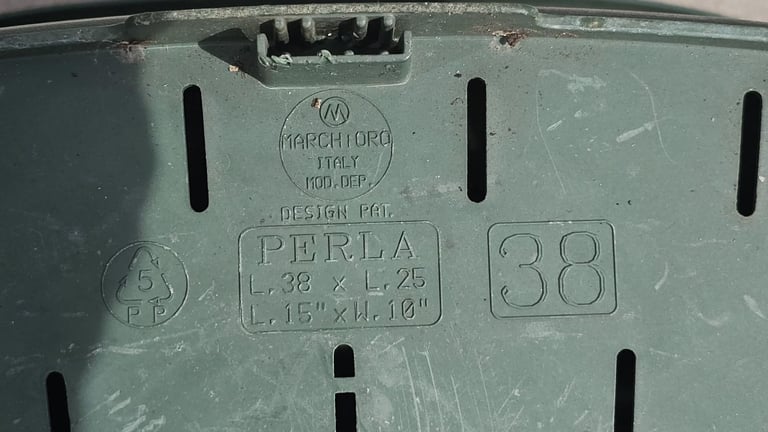 M
MARCHiORO
ITALY
MOD. DEP.
DESIGN PAT.
PERLA
L.38 x L.25
L.15" x W.10"
38
5
PP